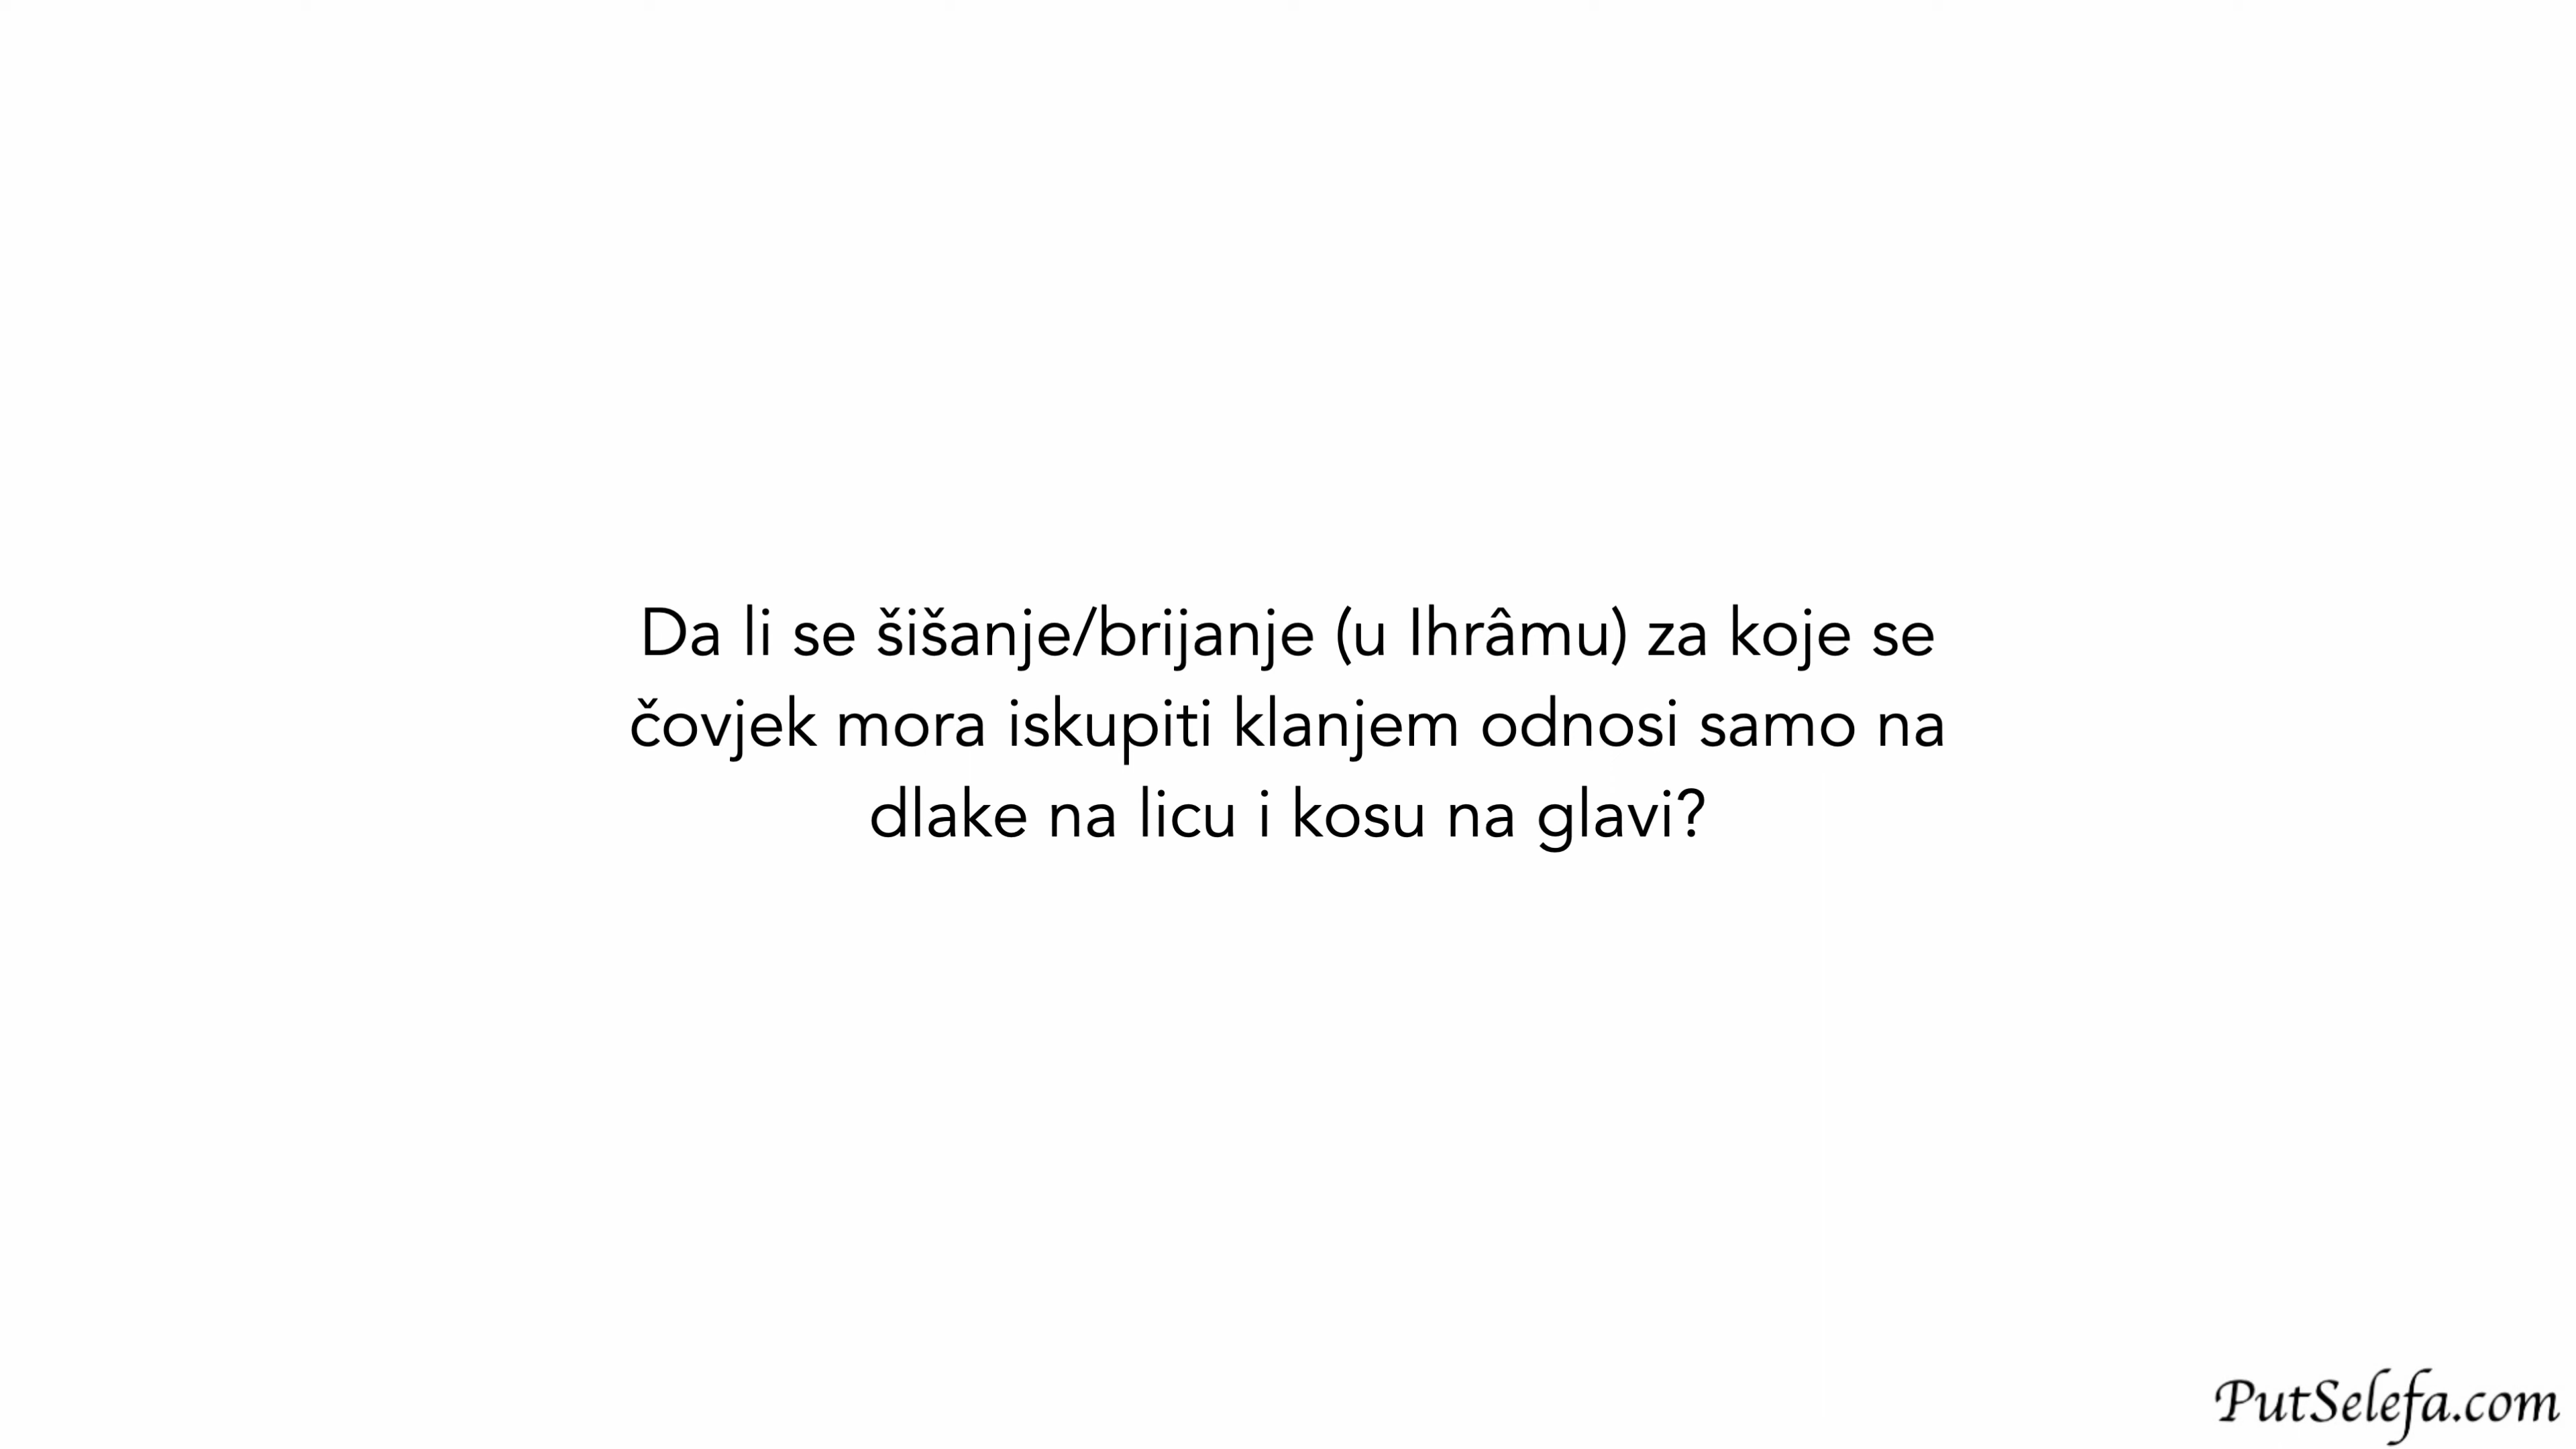 Da li se šišanje/brijanje (u Ihrâmu) za koje se
čovjek mora iskupiti klanjem odnosi samo na
dlake na licu i kosu na glavi?
PutSelefa.com